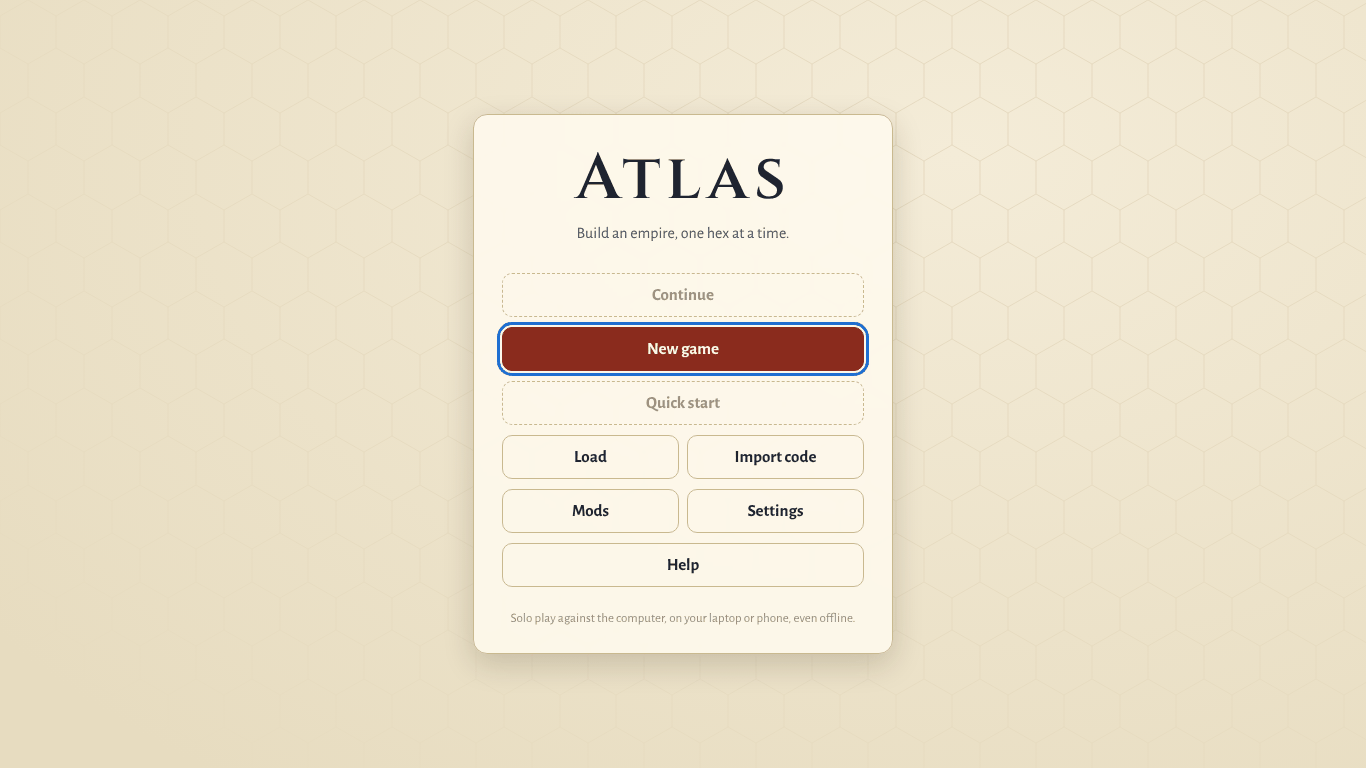 ATLAS
Build an empire, one hex at a time.
Continue
New game
Quick start
Load
Import code
Mods
Settings
Help
Solo play against the computer, on your laptop or phone, even offline.